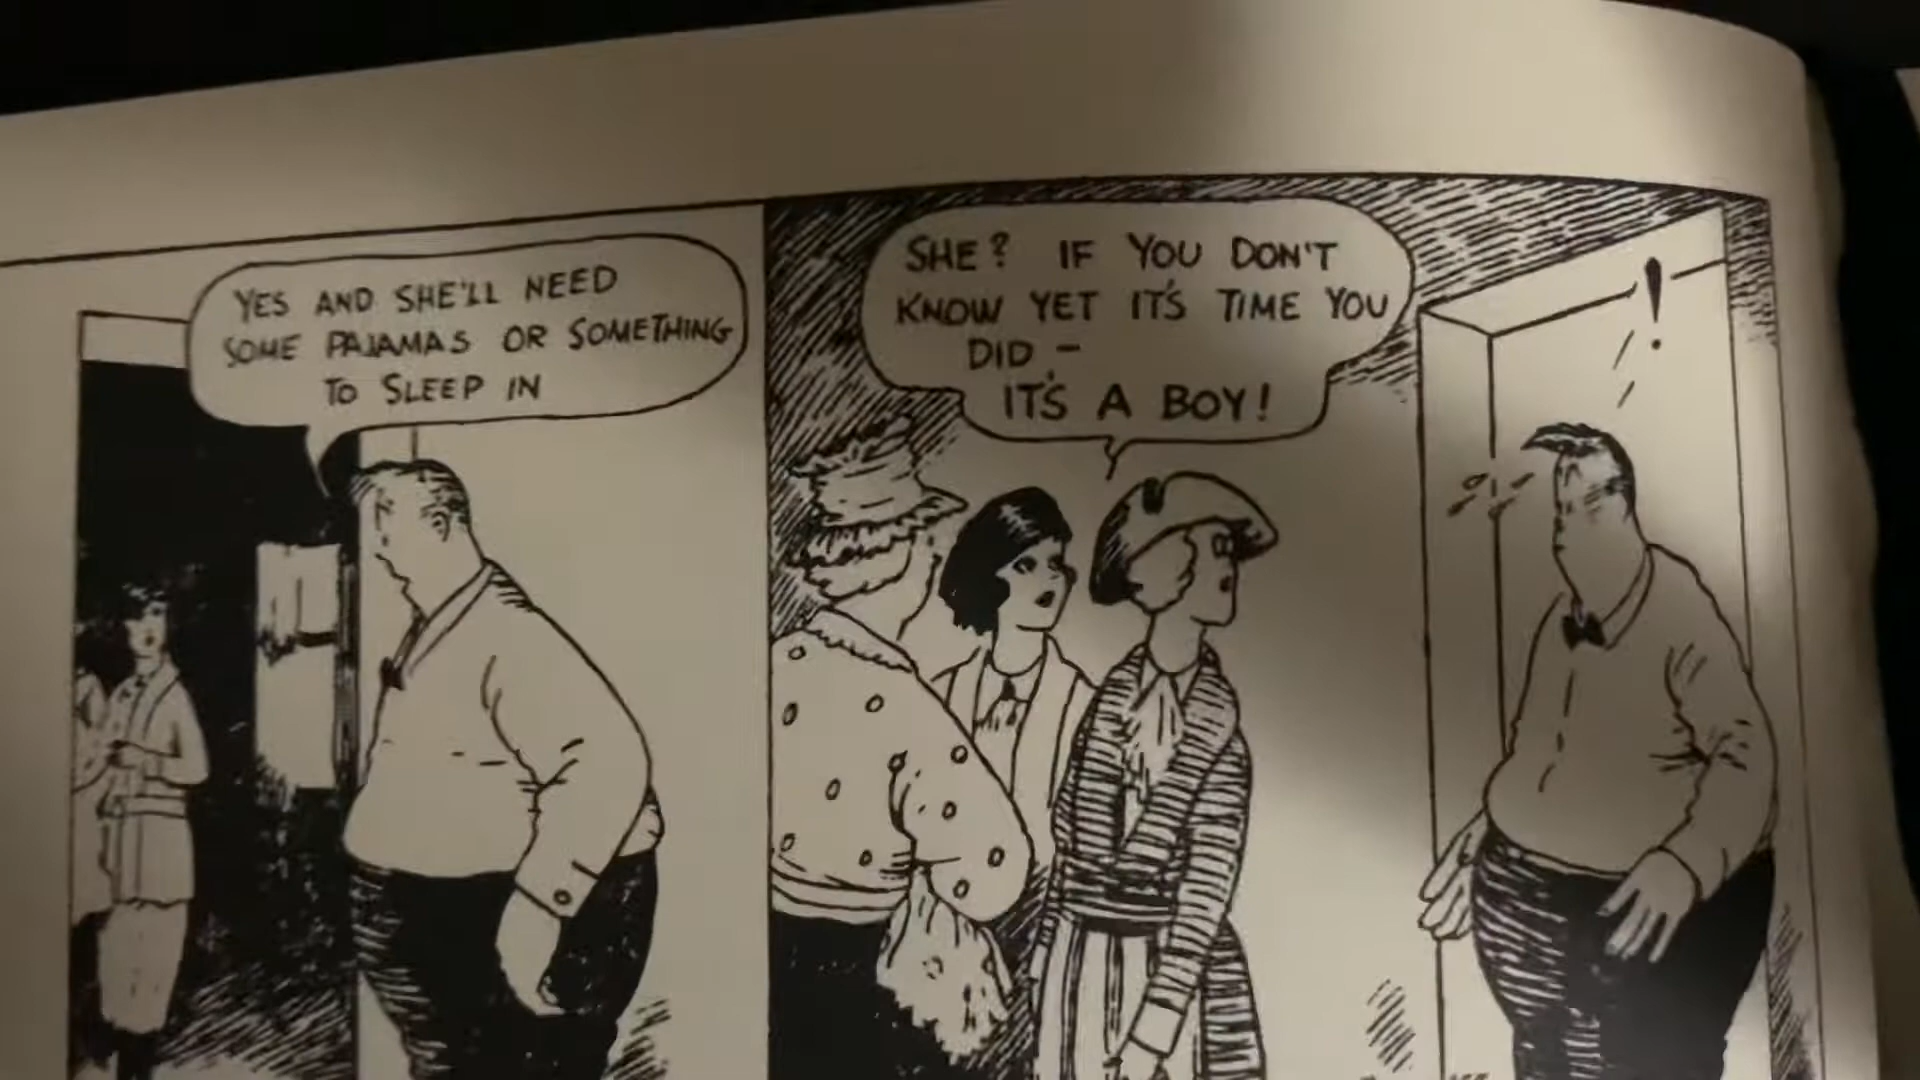 YES AND SHE'LL NEED
SOME PAJAMAS OR SOMETHING
TO SLEEP IN
SHE? IF YOU DON'T
KNOW YET IT'S TIME YOU
DID -
IT'S A BOY!
!